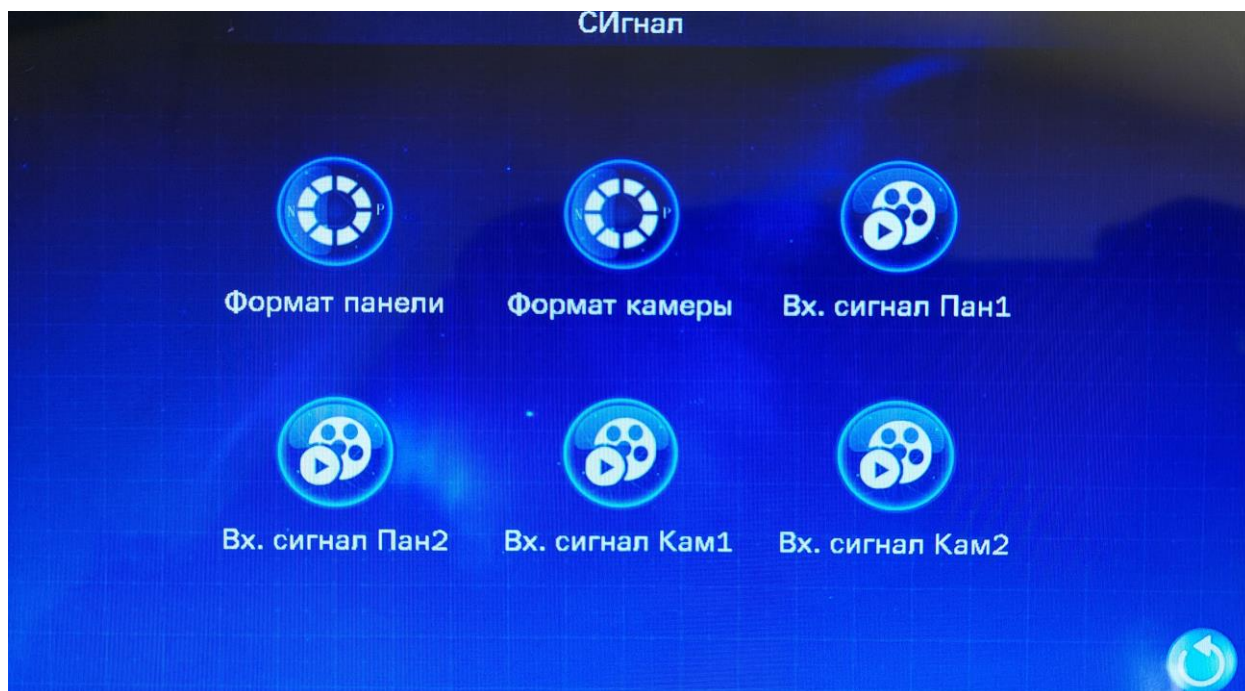 СИгнал
N P
N P
Формат панели
Формат камеры
Вх. сигнал Пан1
Вх. сигнал Пан2
Вх. сигнал Кам1
Вх. сигнал Кам2